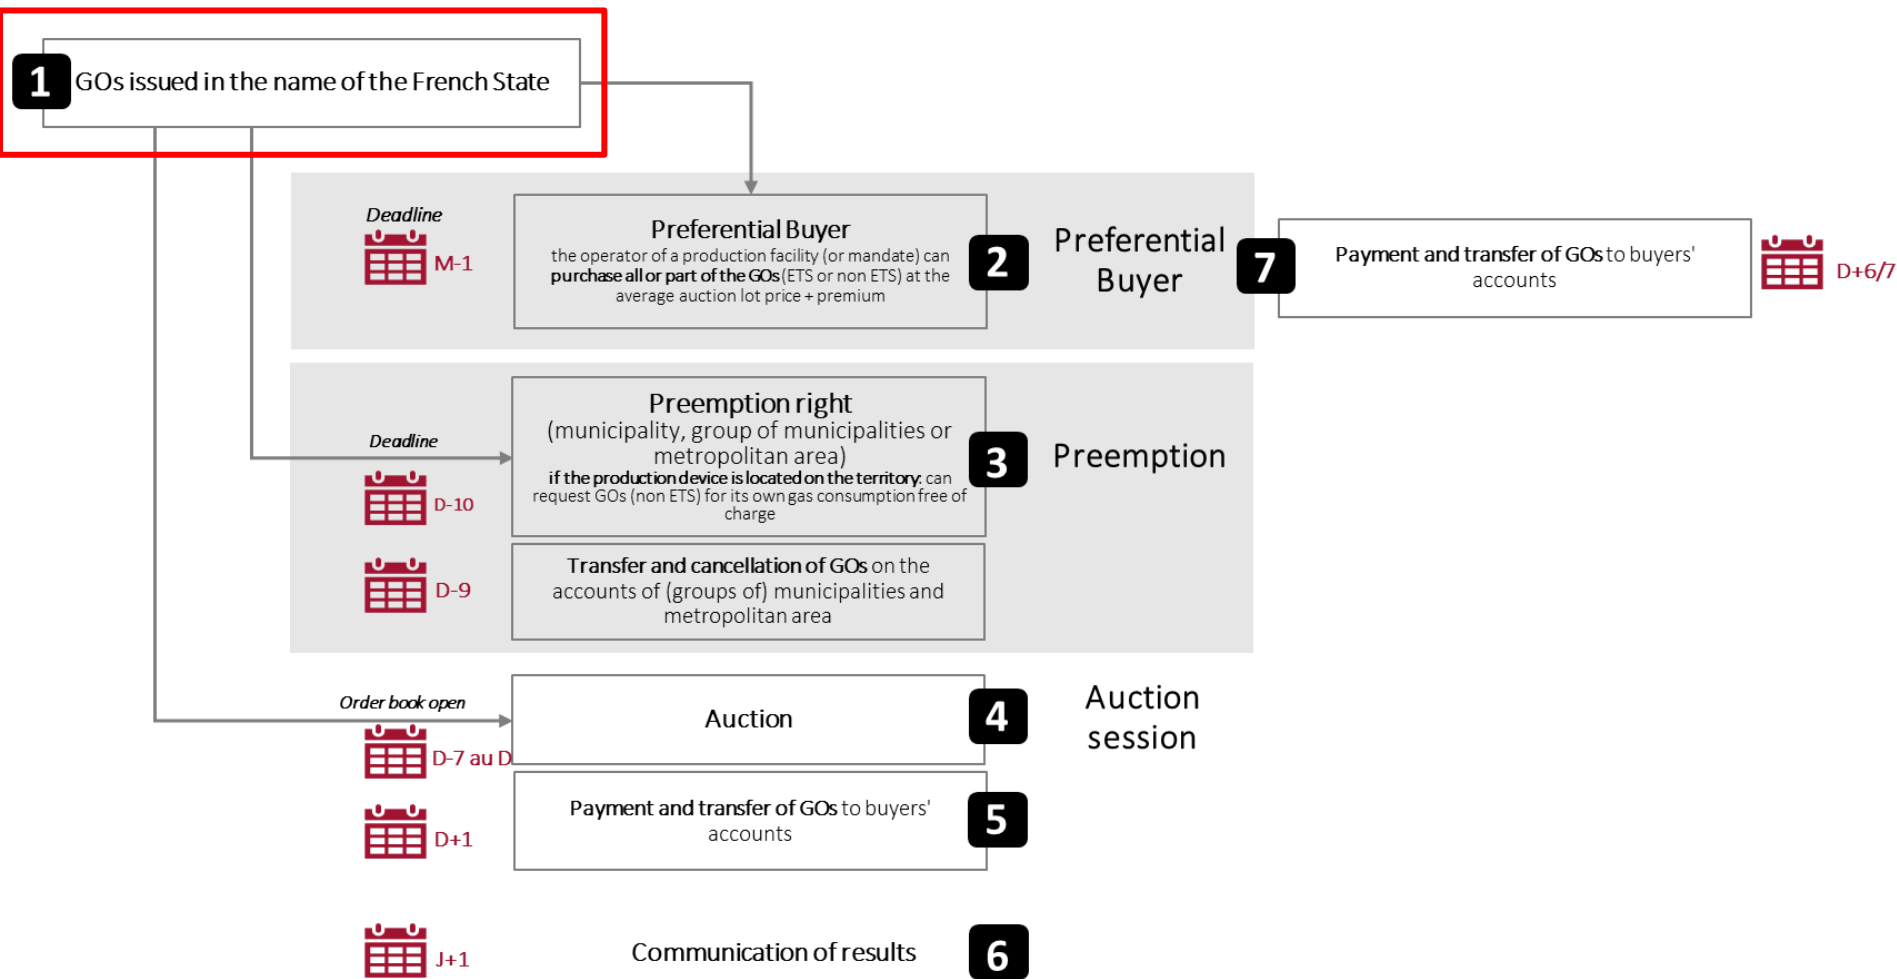 1
GOs issued in the name of the French State
Deadline
M-1
Preferential Buyer
the operator of a production facility (or mandate) can
purchase all or part of the GOs (ETS or non ETS) at the
average auction lot price + premium
2
Preferential
Buyer
7
Payment and transfer of GOs to buyers'
accounts
D+6/7
Deadline
D-10
Preemption right
(municipality, group of municipalities or
metropolitan area)
if the production device is located on the territory: can
request GOs (non ETS) for its own gas consumption free of
charge
3
Preemption
D-9
Transfer and cancellation of GOs on the
accounts of (groups of) municipalities and
metropolitan area
Order book open
D-7 au D
Auction
4
Auction
session
D+1
Payment and transfer of GOs to buyers'
accounts
5
J+1
Communication of results
6